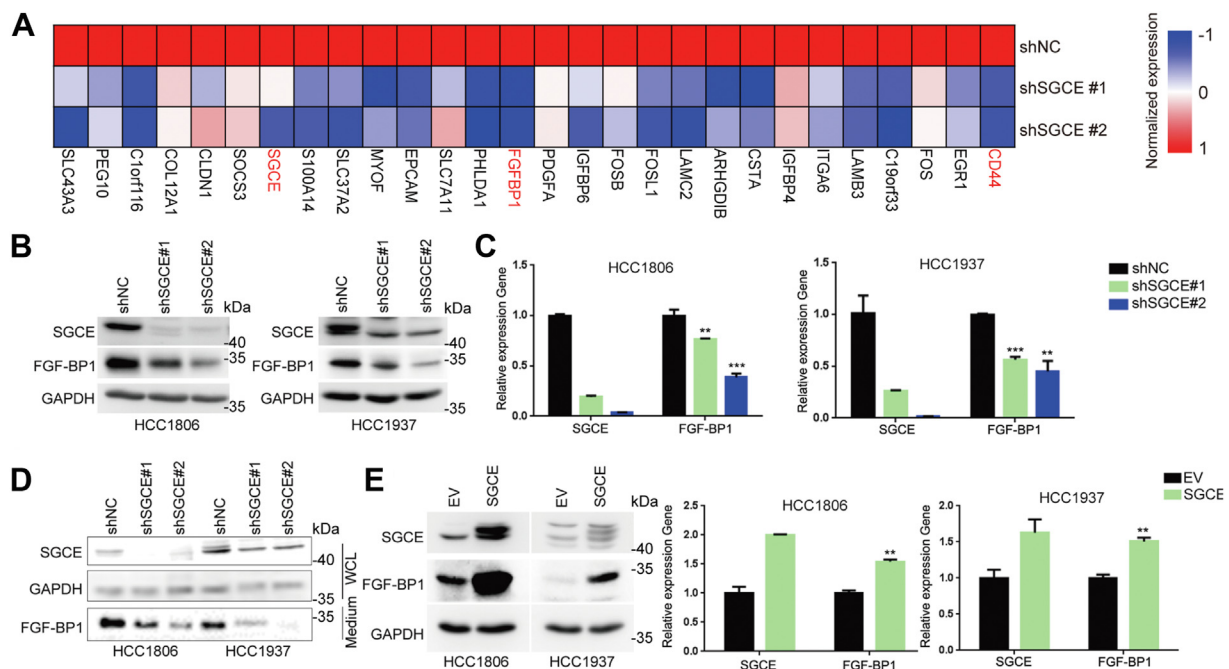 A
shNC
shSGCE #1
shSGCE #2
Normalized expression
-1
0
1
SLC43A3
PEG10
C1orf116
COL12A1
CLDN1
SOCS3
SGCE
S100A14
SLC37A2
MYOF
EPCAM
SLC7A11
PHLDA1
FGFBP1
PDGFA
IGFBP6
FOSB
FOSL1
LAMC2
ARHGDIB
CSTA
IGFBP4
ITGA6
LAMB3
C19orf33
FOS
EGR1
CD44
B
shNC
shSGCE#1
shSGCE#2
kDa
SGCE
-40
FGF-BP1
-35
GAPDH
-35
HCC1806
shNC
shSGCE#1
shSGCE#2
kDa
SGCE
-40
FGF-BP1
-35
GAPDH
-35
HCC1937
C
HCC1806
Relative expression Gene
1.5
1.0
0.5
0.0
**
***
SGCE
FGF-BP1
HCC1937
Relative expression Gene
1.5
1.0
0.5
0.0
***
**
SGCE
FGF-BP1
shNC
shSGCE#1
shSGCE#2
D
shNC
shSGCE#1
shSGCE#2
shNC
shSGCE#1
shSGCE#2
kDa
SGCE
-40
GAPDH
-35
WCL
FGF-BP1
-35
Medium
HCC1806
HCC1937
E
EV
SGCE
EV
SGCE
kDa
SGCE
-40
FGF-BP1
-35
GAPDH
-35
HCC1806
HCC1937
HCC1806
Relative expression Gene
2.5
2.0
1.5
1.0
0.5
0.0
**
SGCE
FGF-BP1
HCC1937
Relative expression Gene
2.0
1.5
1.0
0.5
0.0
**
SGCE
FGF-BP1
EV
SGCE